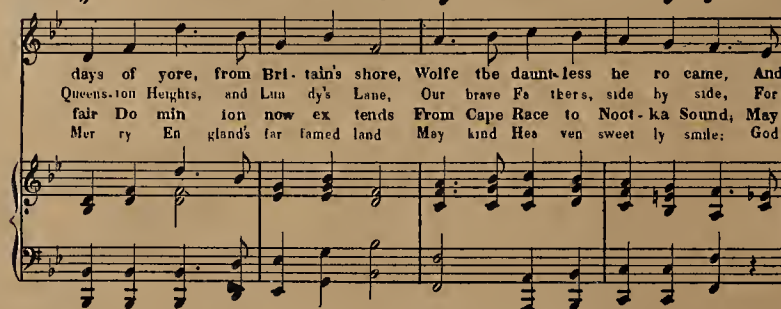 days of yore, from Bri - tain's shore, Wolfe the daunt - less he ro came, And
Queens - ton Heights, and Lun dy's Lane, Our brave Fa thers, side by side, For
fair Do min ion now ex tends From Cape Race to Noot - ka Sound; May
Mer ry En gland's far famed land May kind Hea ven sweet ly smile; God